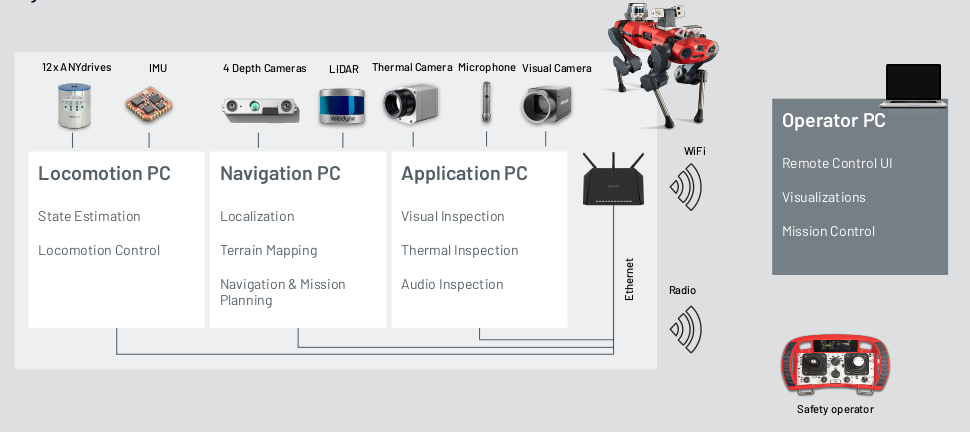 12x ANYdrives
IMU
4 Depth Cameras
LIDAR
Thermal Camera
Microphone
Visual Camera
Velodyne
Locomotion PC
State Estimation
Locomotion Control
Navigation PC
Localization
Terrain Mapping
Navigation & Mission
Planning
Application PC
Visual Inspection
Thermal Inspection
Audio Inspection
Ethernet
WiFi
Radio
Operator PC
Remote Control UI
Visualizations
Mission Control
Safety operator